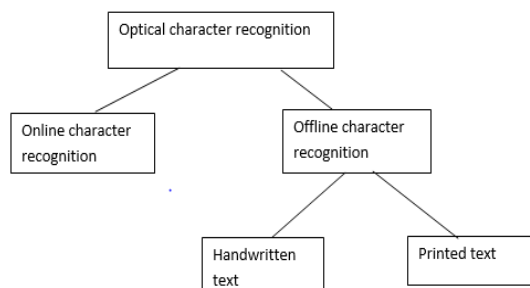 Optical character recognition
Online character
recognition
Offline character
recognition
Handwritten
text
Printed text